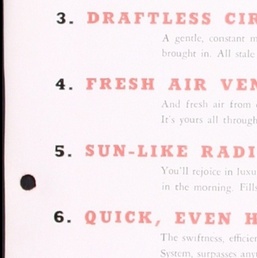 3. DRAFTLESS CIR
A gentle, constant m
brought in. All stale
4. FRESH AIR VEN
And fresh air from
It's yours all through
5. SUN-LIKE RADI
You'll rejoice in luxu
in the morning. Fills
6. QUICK, EVEN H
The swiftness, efficien
System, surpasses any